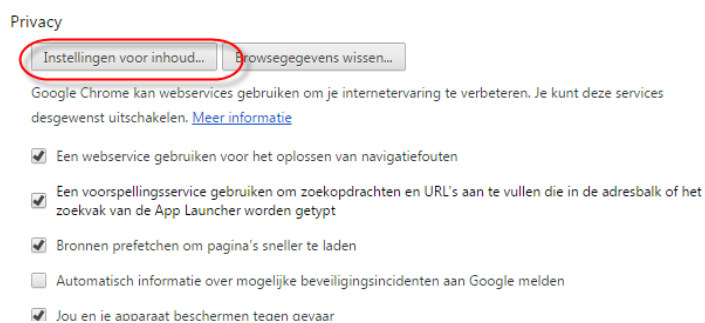 Privacy
Instellingen voor inhoud... Browsegegevens wissen...
Google Chrome kan webservices gebruiken om je internetervaring te verbeteren. Je kunt deze services
desgewenst uitschakelen. Meer informatie
Een webservice gebruiken voor het oplossen van navigatiefouten
Een voorspellingsservice gebruiken om zoekopdrachten en URL's aan te vullen die in de adresbalk of het
zoekvak van de App Launcher worden getypt
Bronnen prefetchen om pagina's sneller te laden
Automatisch informatie over mogelijke beveiligingsincidenten aan Google melden
Jou en je apparaat beschermen tegen gevaar